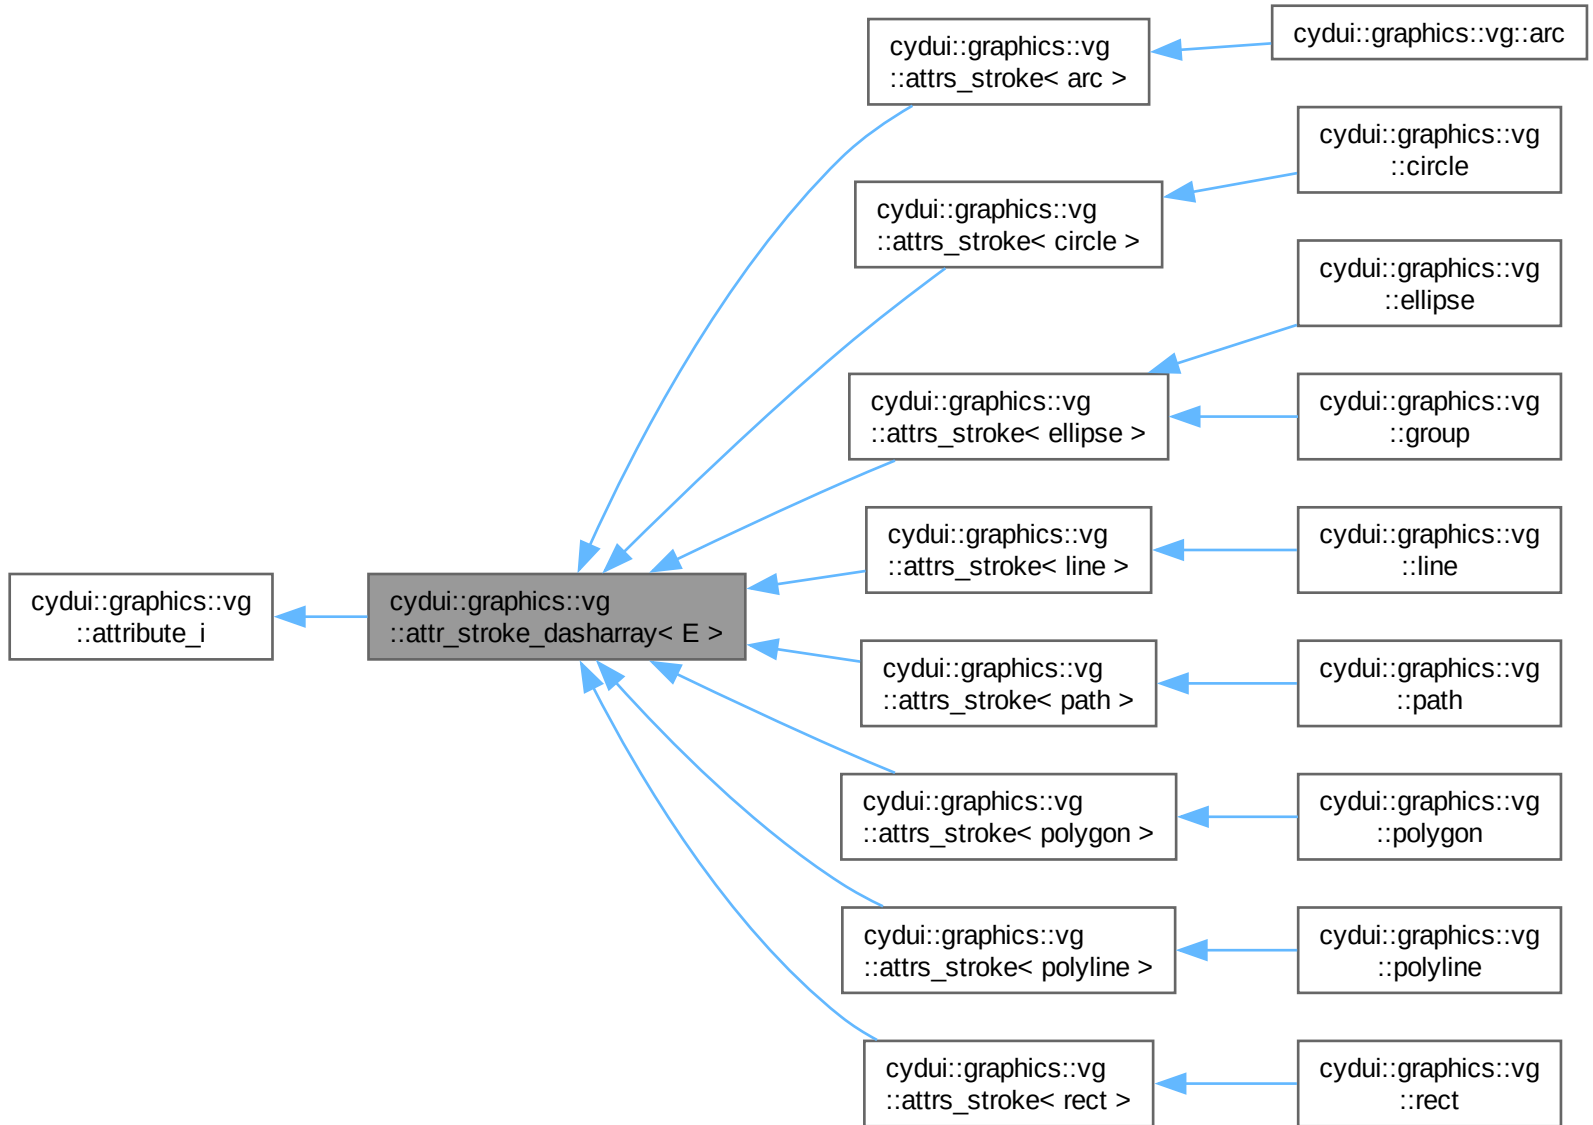 cydui::graphics::vg
::attribute_i
cydui::graphics::vg
::attr_stroke_dasharray< E >
cydui::graphics::vg
::attrs_stroke< arc >
cydui::graphics::vg::arc
cydui::graphics::vg
::attrs_stroke< circle >
cydui::graphics::vg
::circle
cydui::graphics::vg
::attrs_stroke< ellipse >
cydui::graphics::vg
::ellipse
cydui::graphics::vg
::group
cydui::graphics::vg
::attrs_stroke< line >
cydui::graphics::vg
::line
cydui::graphics::vg
::attrs_stroke< path >
cydui::graphics::vg
::path
cydui::graphics::vg
::attrs_stroke< polygon >
cydui::graphics::vg
::polygon
cydui::graphics::vg
::attrs_stroke< polyline >
cydui::graphics::vg
::polyline
cydui::graphics::vg
::attrs_stroke< rect >
cydui::graphics::vg
::rect